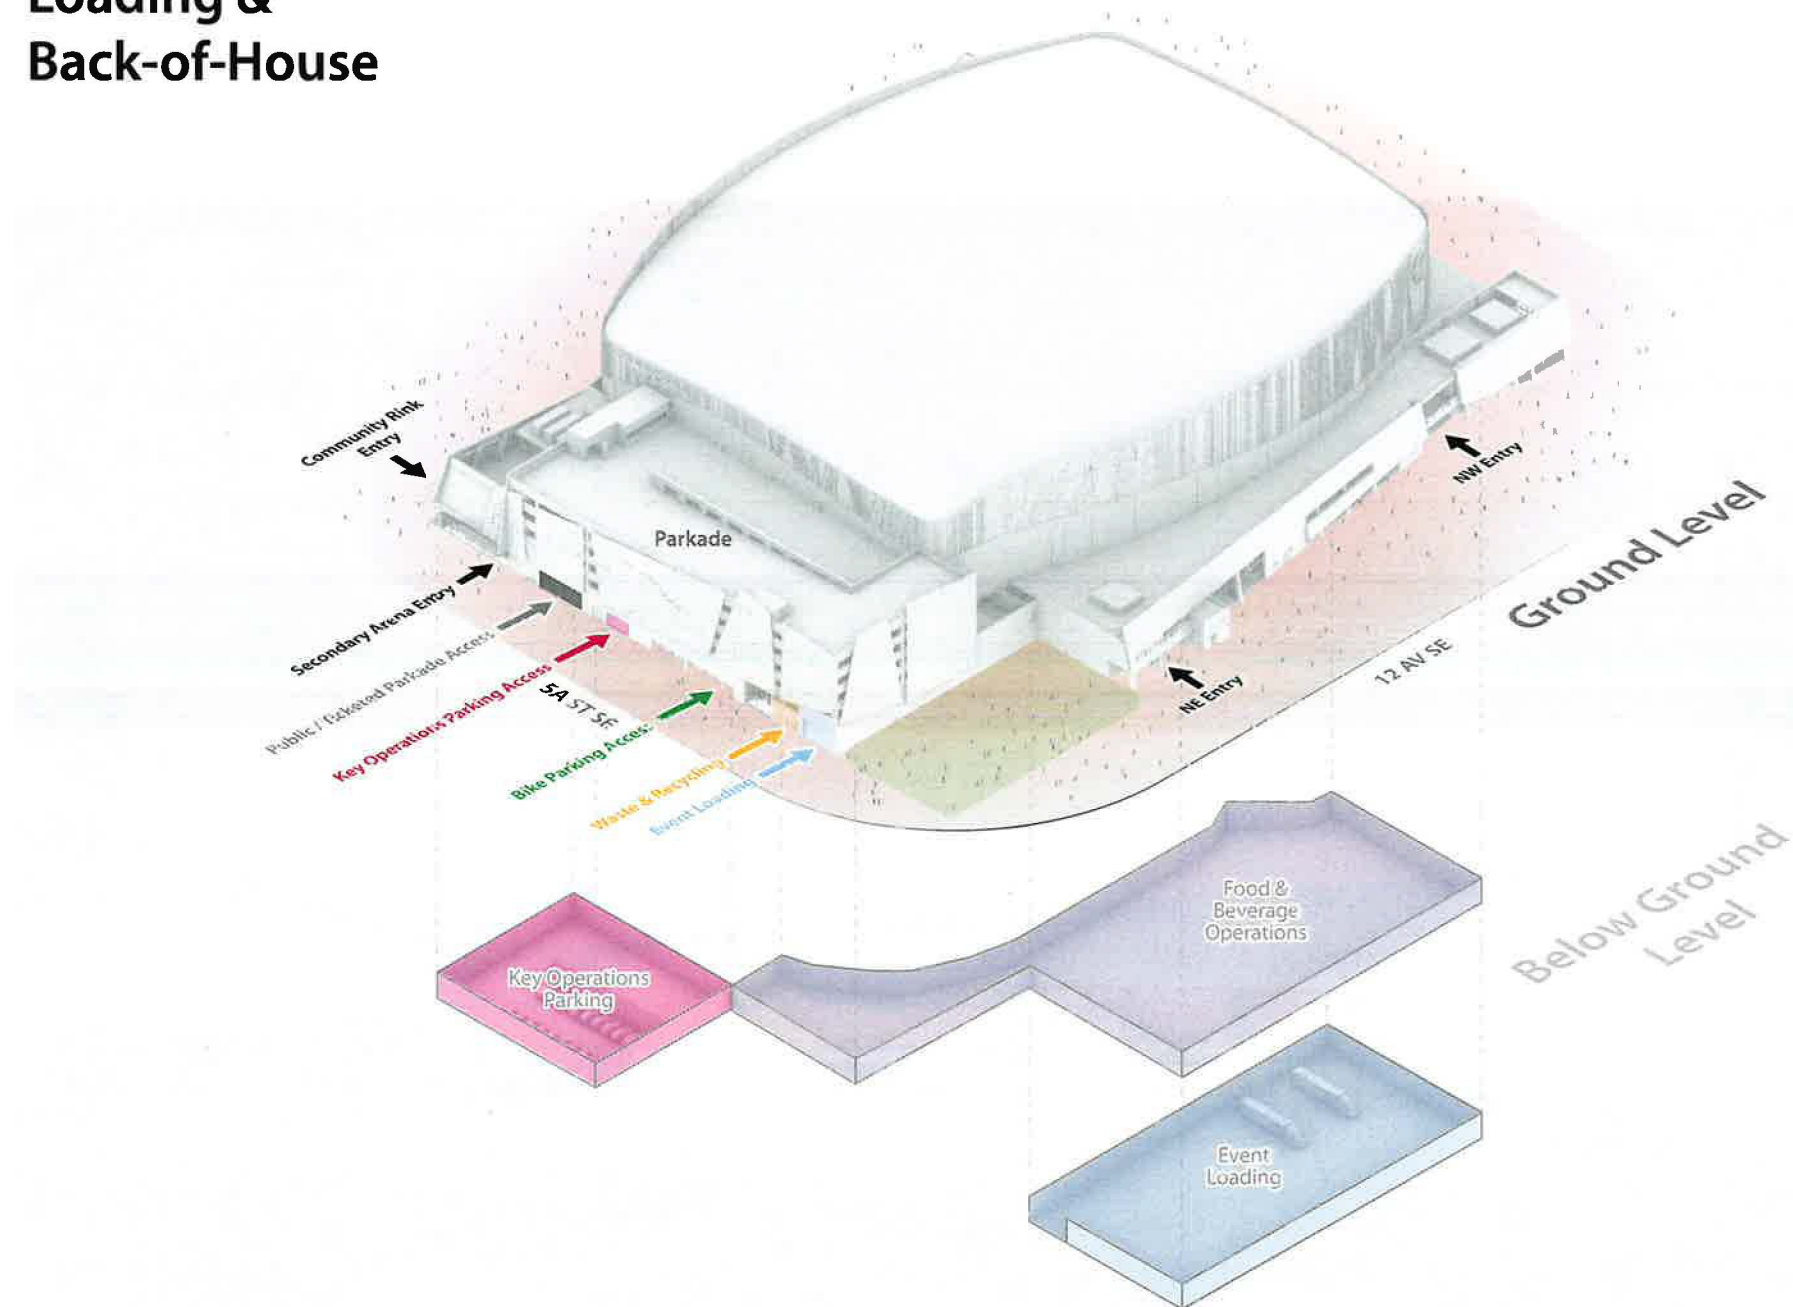 Loading &
Back-of-House
Community Rink
Entry
Parkade
NW Entry
Ground Level
Secondary Arena Entry
Public / Ticketed Parkade Access
Key Operations Parking Access
5A ST SE
Bike Parking Access
Waste & Recycling
Event Loading
NE Entry
12 AV SE
Food &
Beverage
Operations
Below Ground
Level
Key Operations
Parking
Event
Loading